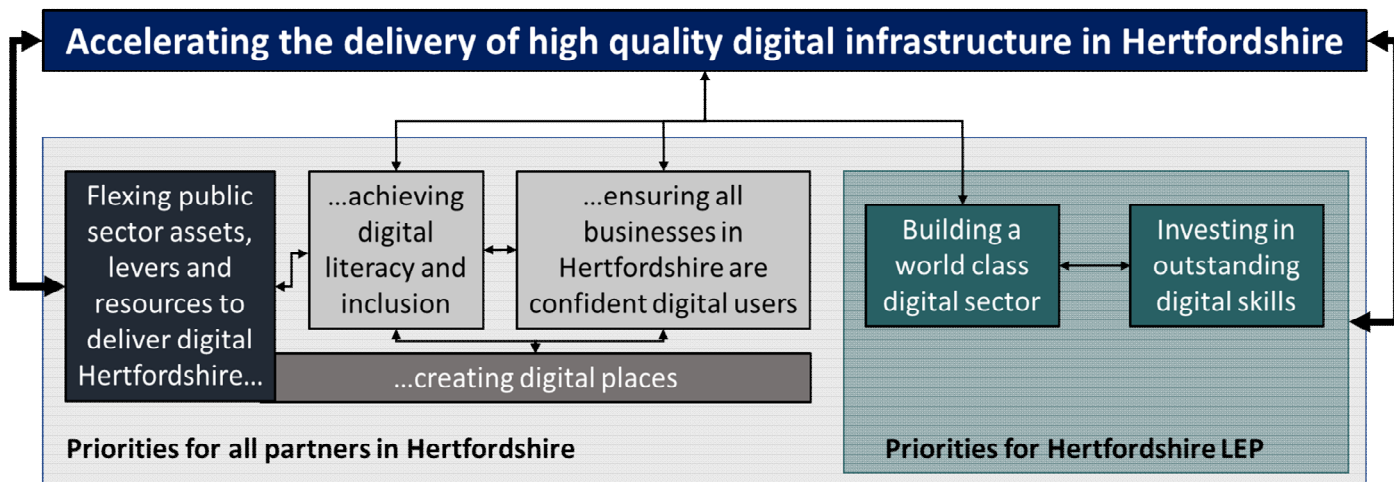 Accelerating the delivery of high quality digital infrastructure in Hertfordshire
Flexing public
sector assets,
levers and
resources to
deliver digital
Hertfordshire...
...achieving
digital
literacy and
inclusion
...ensuring all
businesses in
Hertfordshire are
confident digital users
...creating digital places
Priorities for all partners in Hertfordshire
Building a
world class
digital sector
Investing in
outstanding
digital skills
Priorities for Hertfordshire LEP